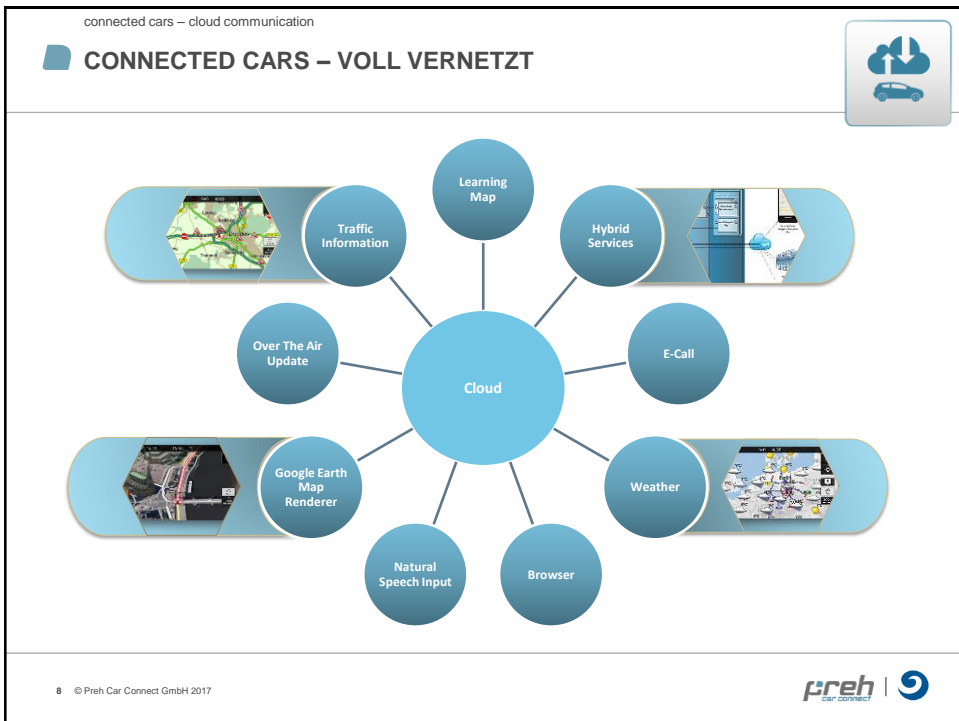 connected cars – cloud communication
CONNECTED CARS – VOLL VERNETZT
Learning
Map
Traffic
Information
Hybrid
Services
Over The Air
Update
E-Call
Cloud
Google Earth
Map
Renderer
Weather
Natural
Speech Input
Browser
8 © Preh Car Connect GmbH 2017
preh
car connect